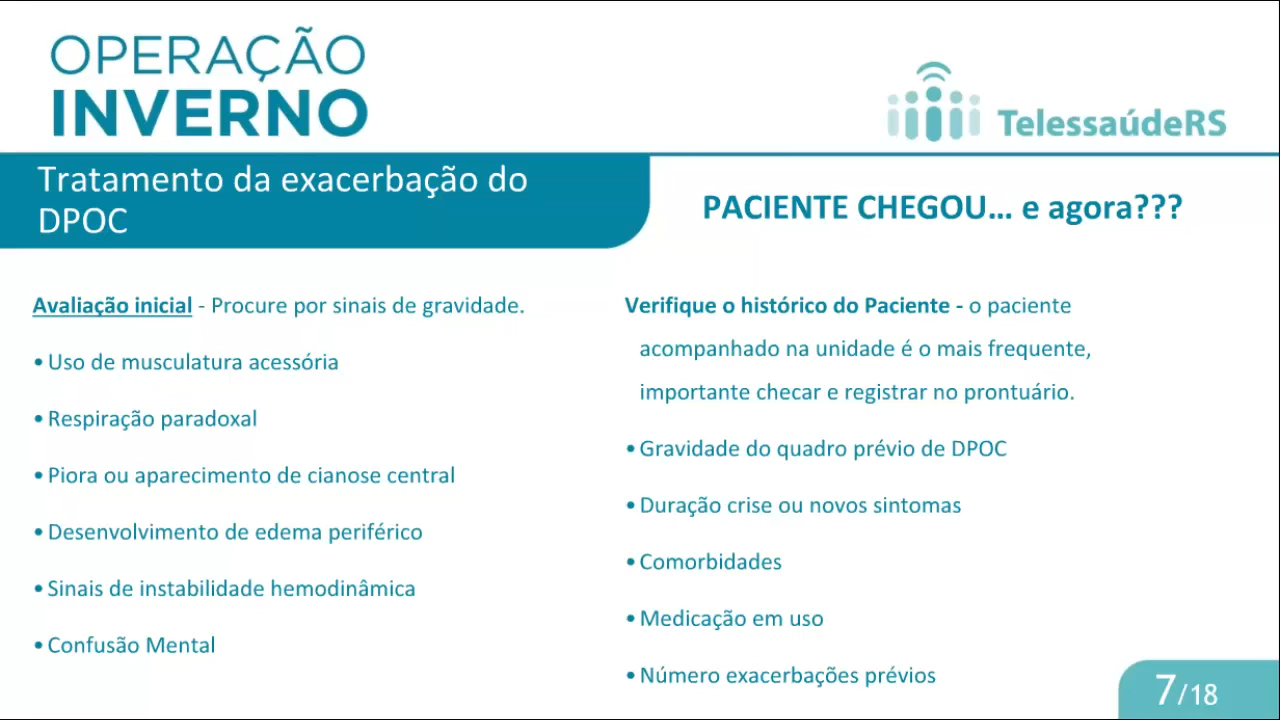 OPERAÇÃO
INVERNO
TelessaúdeRS
Tratamento da exacerbação do
DPOC
PACIENTE CHEGOU... e agora???
Avaliação inicial - Procure por sinais de gravidade.
• Uso de musculatura acessória
• Respiração paradoxal
• Piora ou aparecimento de cianose central
• Desenvolvimento de edema periférico
• Sinais de instabilidade hemodinâmica
• Confusão Mental
Verifique o histórico do Paciente - o paciente
acompanhado na unidade é o mais frequente,
importante checar e registrar no prontuário.
• Gravidade do quadro prévio de DPOC
• Duração crise ou novos sintomas
• Comorbidades
• Medicação em uso
• Número exacerbações prévios
7/18